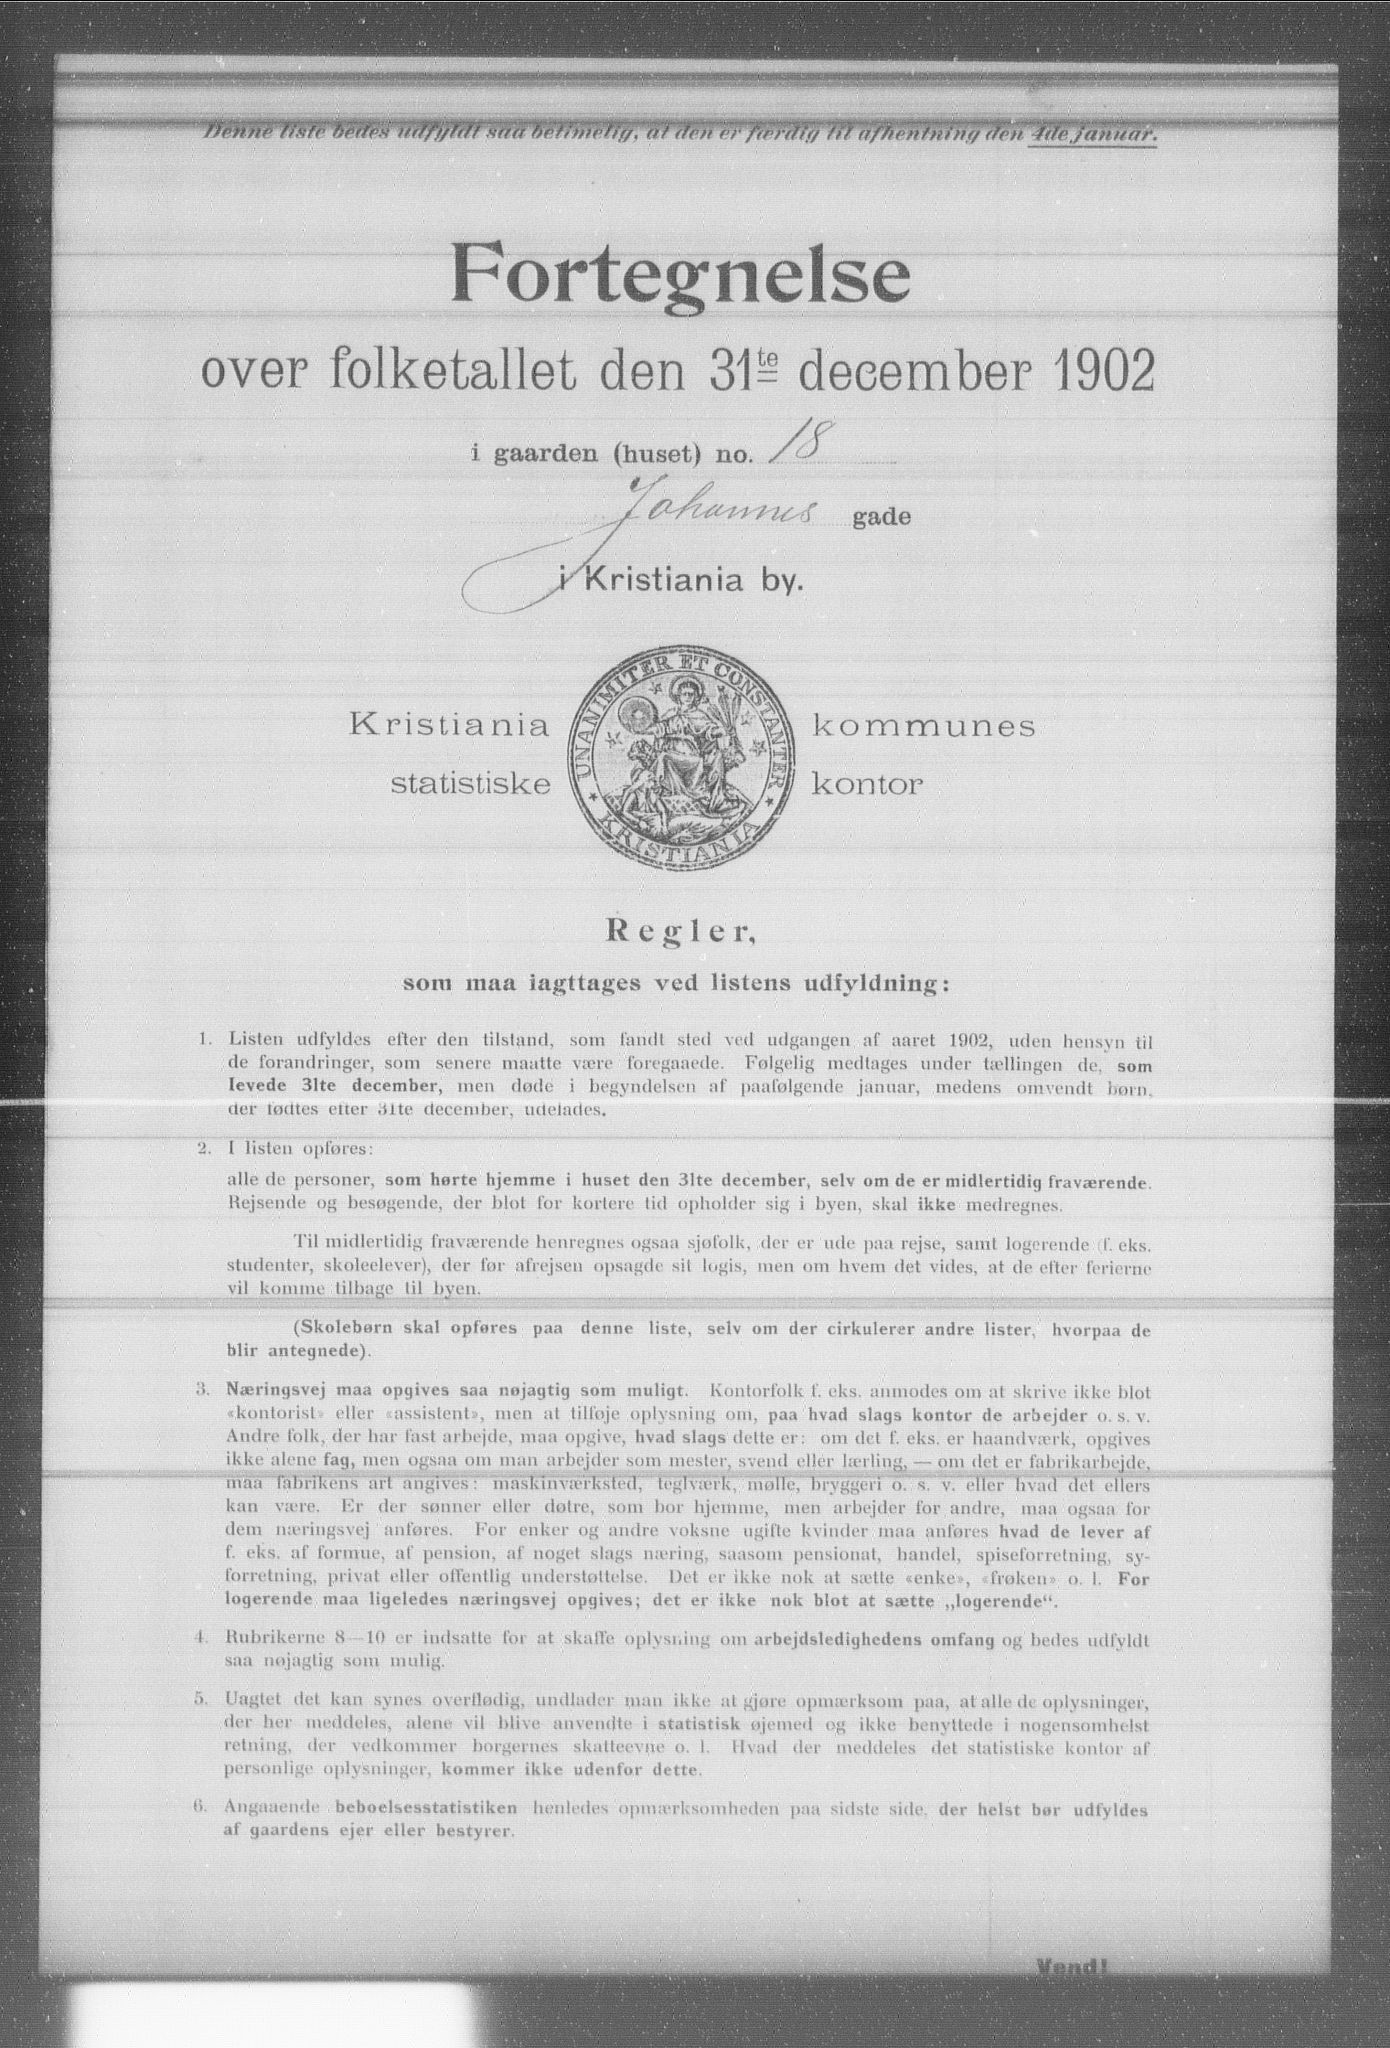 Denne liste bedes udfyldt saa betimelig, at den er færdig til afhentning den 4de januar.
Fortegnelse
over folketallet den 31te december 1902
i gaarden (huset) no. 18
Johannes gade
i Kristiania by.
UNANIMITER ET CONSTANTER
* KRISTIANIA *
Kristiania kommunes
statistiske kontor
Regler,
som maa iagttages ved listens udfyldning:
1. Listen udfyldes efter den tilstand, som fandt sted ved udgangen af aaret 1902, uden hensyn til
de forandringer, som senere maatte være foregaaede. Følgelig medtages under tællingen de, som
levede 31te december, men døde i begyndelsen af paafølgende januar, medens omvendt børn,
der fødtes efter 31te december, udelades.
2. I listen opføres:
alle de personer, som hørte hjemme i huset den 31te december, selv om de er midlertidig fraværende.
Rejsende og besøgende, der blot for kortere tid opholder sig i byen, skal ikke medregnes.
Til midlertidig fraværende henregnes ogsaa sjøfolk, der er ude paa rejse, samt logerende (f. eks.
studenter, skoleelever), der før afrejsen opsagde sit logis, men om hvem det vides, at de efter ferierne
vil komme tilbage til byen.
(Skolebørn skal opføres paa denne liste, selv om der cirkulerer andre lister, hvorpaa de
blir antegnede).
3. Næringsvej maa opgives saa nøjagtig som muligt. Kontorfolk f. eks. anmodes om at skrive ikke blot
«kontorist» eller «assistent», men at tilføje oplysning om, paa hvad slags kontor de arbejder o. s. v.
Andre folk, der har fast arbejde, maa opgive, hvad slags dette er: om det f. eks. er haandværk, opgives
ikke alene fag, men ogsaa om man arbejder som mester, svend eller lærling, — om det er fabrikarbejde,
maa fabrikens art angives: maskinværksted, teglværk, mølle, bryggeri o. s. v. eller hvad det ellers
kan være. Er der sønner eller døtre, som bor hjemme, men arbejder for andre, maa ogsaa for
dem næringsvej anføres. For enker og andre voksne ugifte kvinder maa anføres hvad de lever af
f. eks. af formue, af pension, af noget slags næring, saasom pensionat, handel, spiseforretning, sy-
forretning, privat eller offentlig understøttelse. Det er ikke nok at sætte «enke», «frøken» o. l. For
logerende maa ligeledes næringsvej opgives; det er ikke nok blot at sætte „logerende“.
4. Rubrikerne 8—10 er indsatte for at skaffe oplysning om arbejdsledighedens omfang og bedes udfyldt
saa nøjagtig som mulig.
5. Uagtet det kan synes overflødig, undlader man ikke at gjøre opmærksom paa, at alle de oplysninger,
der her meddeles, alene vil blive anvendte i statistisk øjemed og ikke benyttede i nogensomhelst
retning, der vedkommer borgernes skatteevne o. l. Hvad der meddeles det statistiske kontor af
personlige oplysninger, kommer ikke udenfor dette.
6. Angaaende beboelsesstatistiken henledes opmærksomheden paa sidste side, der helst bør udfyldes
af gaardens ejer eller bestyrer.
Vend!